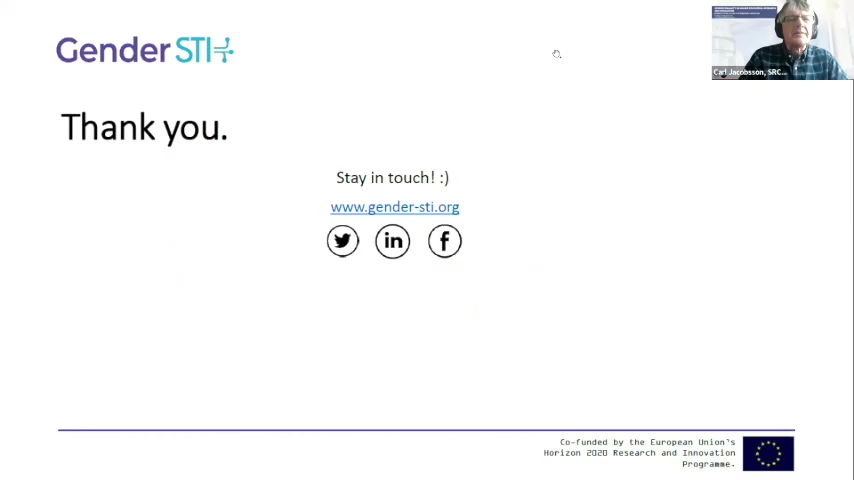 Gender STI
Carl Jacobsson, SRC...
Thank you.
Stay in touch! :)
www.gender-sti.org
in f
Co-funded by the European Union's
Horizon 2020 Research and Innovation
Programme.